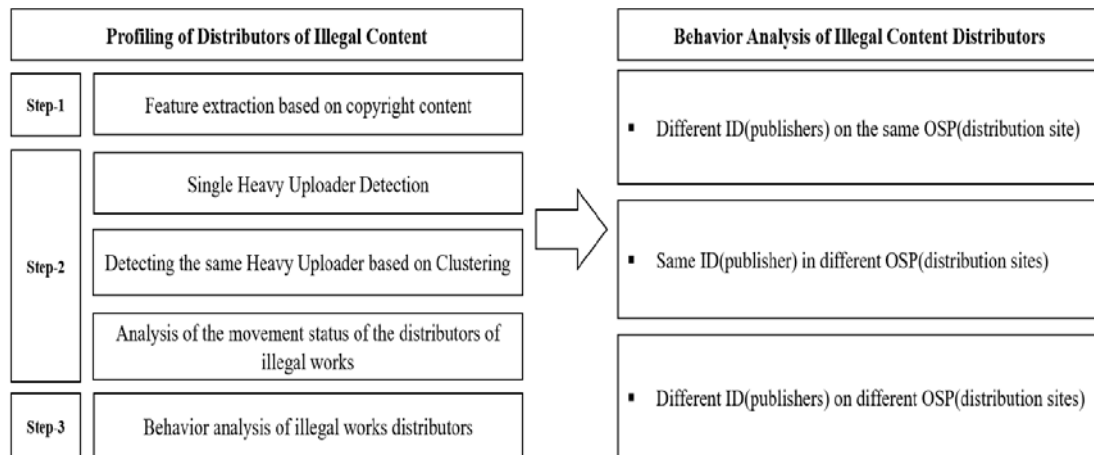 Profiling of Distributors of Illegal Content
Step-1
Feature extraction based on copyright content
Step-2
Single Heavy Uploader Detection
Detecting the same Heavy Uploader based on Clustering
Analysis of the movement status of the distributors of
illegal works
Step-3
Behavior analysis of illegal works distributors
Behavior Analysis of Illegal Content Distributors
▪ Different ID(publishers) on the same OSP(distribution site)
▪ Same ID(publisher) in different OSP(distribution sites)
▪ Different ID(publishers) on different OSP(distribution sites)